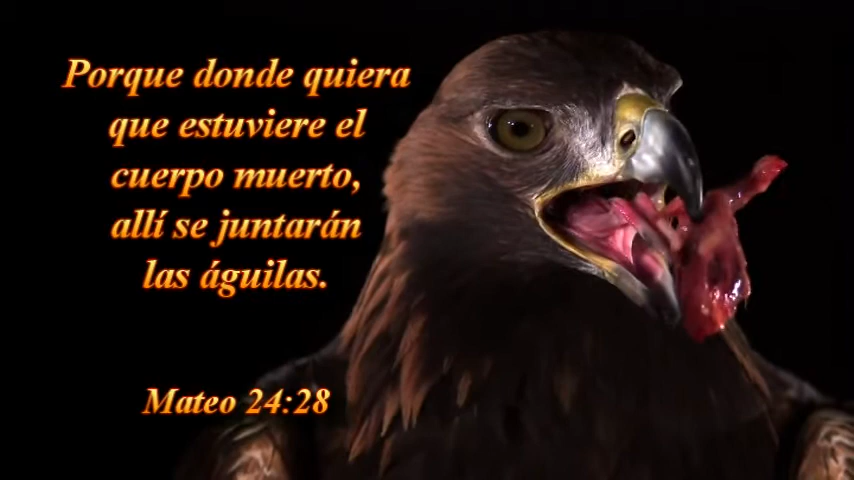 Porque donde quiera
que estuviere el
cuerpo muerto,
allí se juntarán
las águilas.
Mateo 24:28